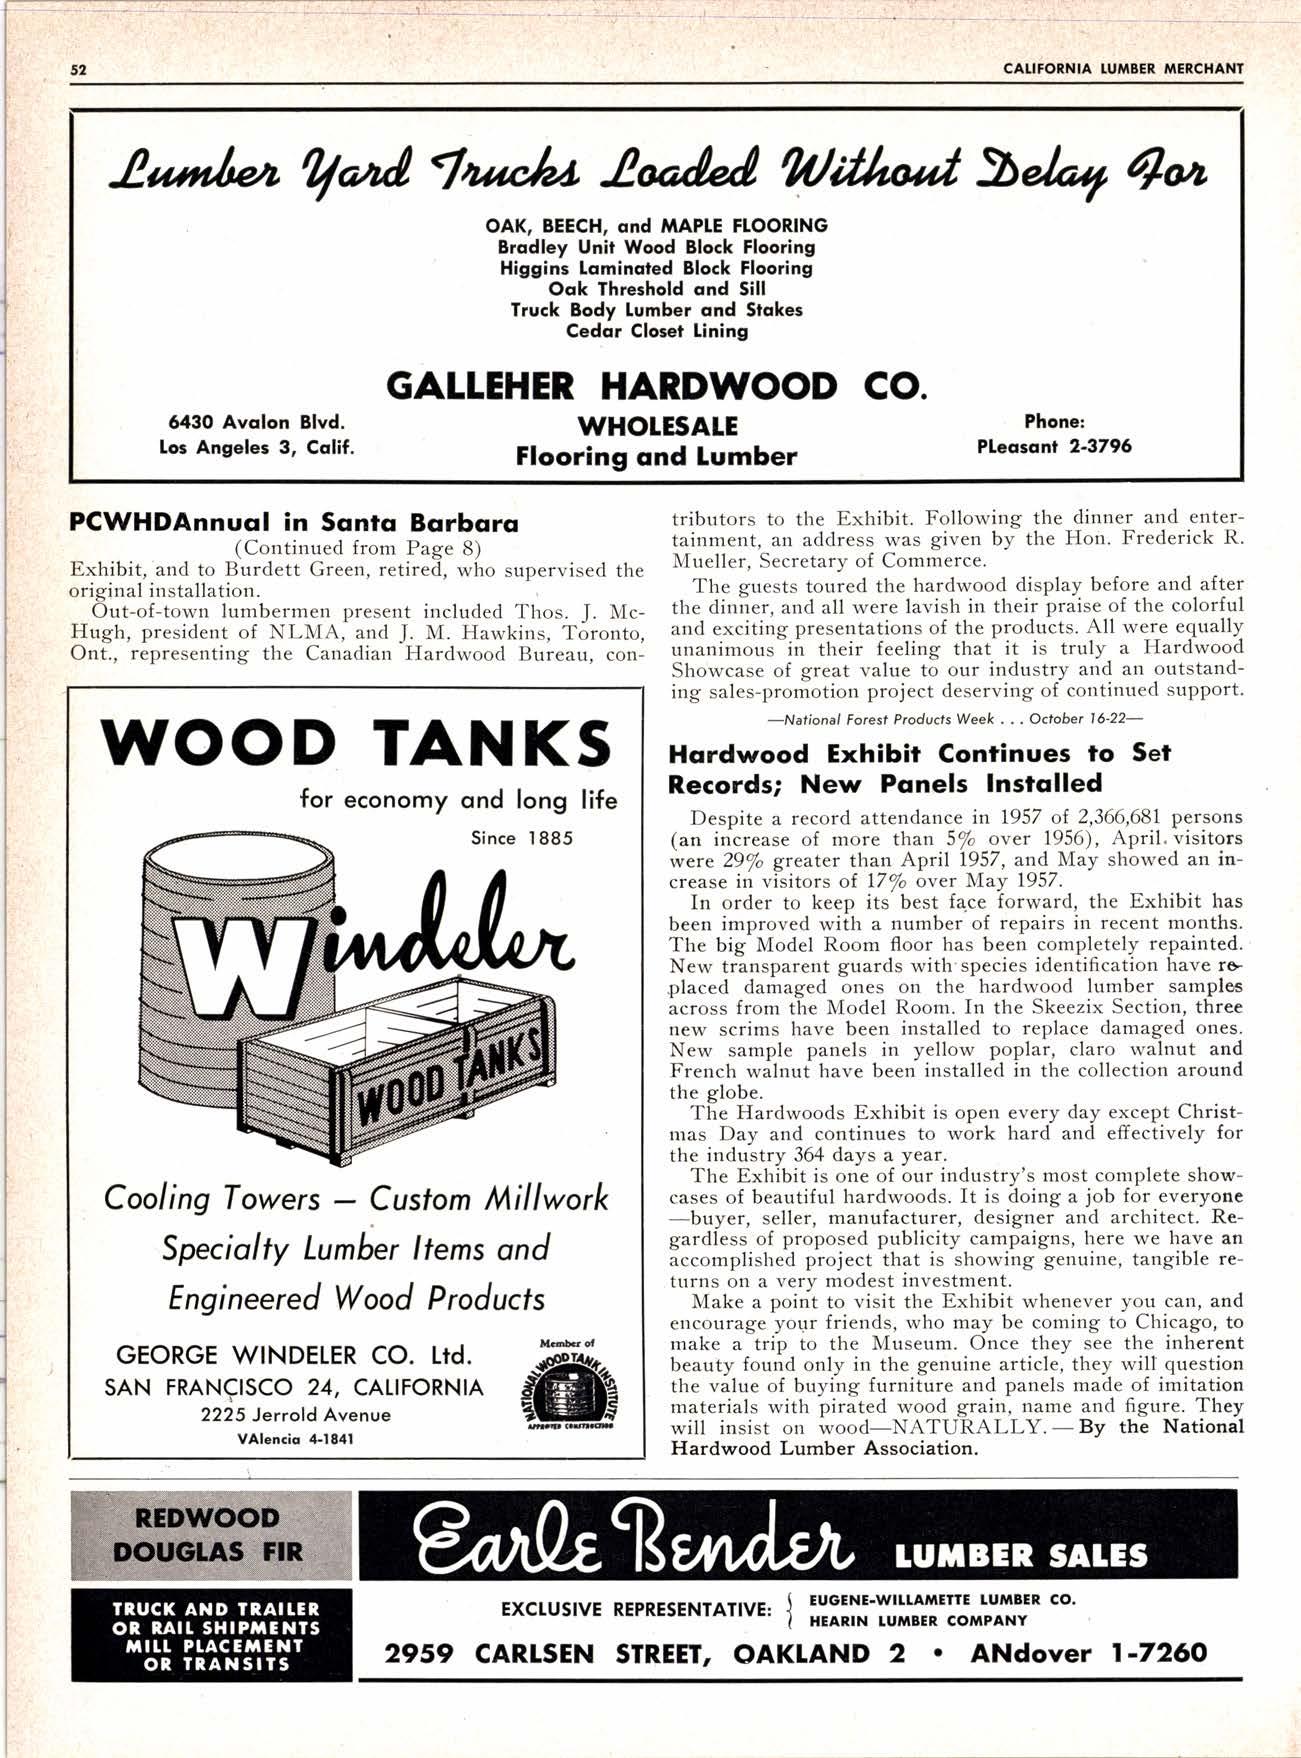 52
CALIFORNIA LUMBER MERCHANT
Lumber Yard Trucks Loaded Without Delay For
OAK, BEECH, and MAPLE FLOORING
Bradley Unit Wood Block Flooring
Higgins Laminated Block Flooring
Oak Threshold and Sill
Truck Body Lumber and Stakes
Cedar Closet Lining
GALLEHER HARDWOOD CO.
6430 Avalon Blvd.
Los Angeles 3, Calif.
WHOLESALE
Flooring and Lumber
Phone:
PLeasant 2-3796
PCWHDAnnual in Santa Barbara
(Continued from Page 8)
Exhibit, and to Burdett Green, retired, who supervised the
original installation.
Out-of-town lumbermen present included Thos. J. Mc-
Hugh, president of NLMA, and J. M. Hawkins, Toronto,
Ont., representing the Canadian Hardwood Bureau, con-
tributors to the Exhibit. Following the dinner and enter-
tainment, an address was given by the Hon. Frederick R.
Mueller, Secretary of Commerce.
The guests toured the hardwood display before and after
the dinner, and all were lavish in their praise of the colorful
and exciting presentations of the products. All were equally
unanimous in their feeling that it is truly a Hardwood
Showcase of great value to our industry and an outstand-
ing sales-promotion project deserving of continued support.
—National Forest Products Week . . . October 16-22—
Hardwood Exhibit Continues to Set
Records; New Panels Installed
Despite a record attendance in 1957 of 2,366,681 persons
(an increase of more than 5% over 1956), April visitors
were 29% greater than April 1957, and May showed an in-
crease in visitors of 17% over May 1957.
In order to keep its best face forward, the Exhibit has
been improved with a number of repairs in recent months.
The big Model Room floor has been completely repainted.
New transparent guards with species identification have re-
placed damaged ones on the hardwood lumber samples
across from the Model Room. In the Skeezix Section, three
new scrims have been installed to replace damaged ones.
New sample panels in yellow poplar, claro walnut and
French walnut have been installed in the collection around
the globe.
The Hardwoods Exhibit is open every day except Christ-
mas Day and continues to work hard and effectively for
the industry 364 days a year.
The Exhibit is one of our industry's most complete show-
cases of beautiful hardwoods. It is doing a job for everyone
—buyer, seller, manufacturer, designer and architect. Re-
gardless of proposed publicity campaigns, here we have an
accomplished project that is showing genuine, tangible re-
turns on a very modest investment.
Make a point to visit the Exhibit whenever you can, and
encourage your friends, who may be coming to Chicago, to
make a trip to the Museum. Once they see the inherent
beauty found only in the genuine article, they will question
the value of buying furniture and panels made of imitation
materials with pirated wood grain, name and figure. They
will insist on wood—NATURALLY. — By the National
Hardwood Lumber Association.
WOOD TANKS
for economy and long life
Since 1885
Windeler
WOOD TANKS
Cooling Towers — Custom Millwork
Specialty Lumber Items and
Engineered Wood Products
GEORGE WINDELER CO. Ltd.
SAN FRANCISCO 24, CALIFORNIA
2225 Jerrold Avenue
VAlencia 4-1841
Member of
NATIONAL WOOD TANK INSTITUTE
APPROVED CONSTRUCTION
REDWOOD
DOUGLAS FIR
TRUCK AND TRAILER
OR RAIL SHIPMENTS
MILL PLACEMENT
OR TRANSITS
Earle Bender LUMBER SALES
EXCLUSIVE REPRESENTATIVE:
EUGENE-WILLAMETTE LUMBER CO.
HEARIN LUMBER COMPANY
2959 CARLSEN STREET, OAKLAND 2 • ANdover 1-7260